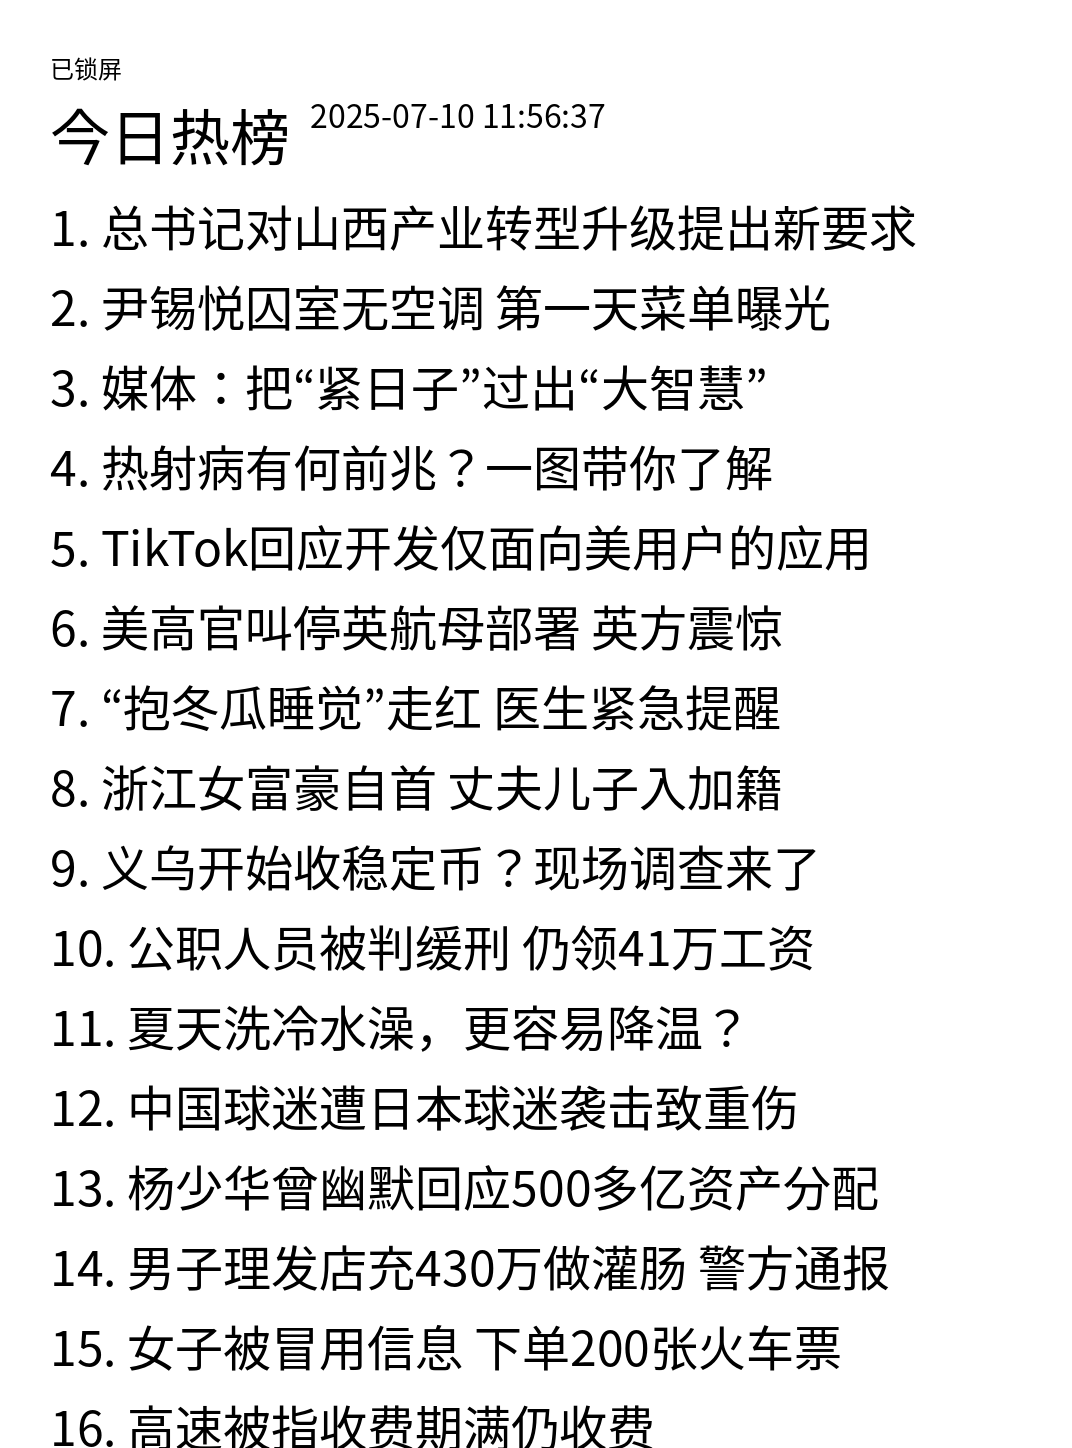 已锁屏
今日热榜 2025-07-10 11:56:37
1. 总书记对山西产业转型升级提出新要求
2. 尹锡悦囚室无空调 第一天菜单曝光
3. 媒体：把“紧日子”过出“大智慧”
4. 热射病有何前兆？一图带你了解
5. TikTok回应开发仅面向美用户的应用
6. 美高官叫停英航母部署 英方震惊
7. “抱冬瓜睡觉”走红 医生紧急提醒
8. 浙江女富豪自首 丈夫儿子入加籍
9. 义乌开始收稳定币？现场调查来了
10. 公职人员被判缓刑 仍领41万工资
11. 夏天洗冷水澡，更容易降温？
12. 中国球迷遭日本球迷袭击致重伤
13. 杨少华曾幽默回应500多亿资产分配
14. 男子理发店充430万做灌肠 警方通报
15. 女子被冒用信息 下单200张火车票
16. 高速被指收费期满仍收费